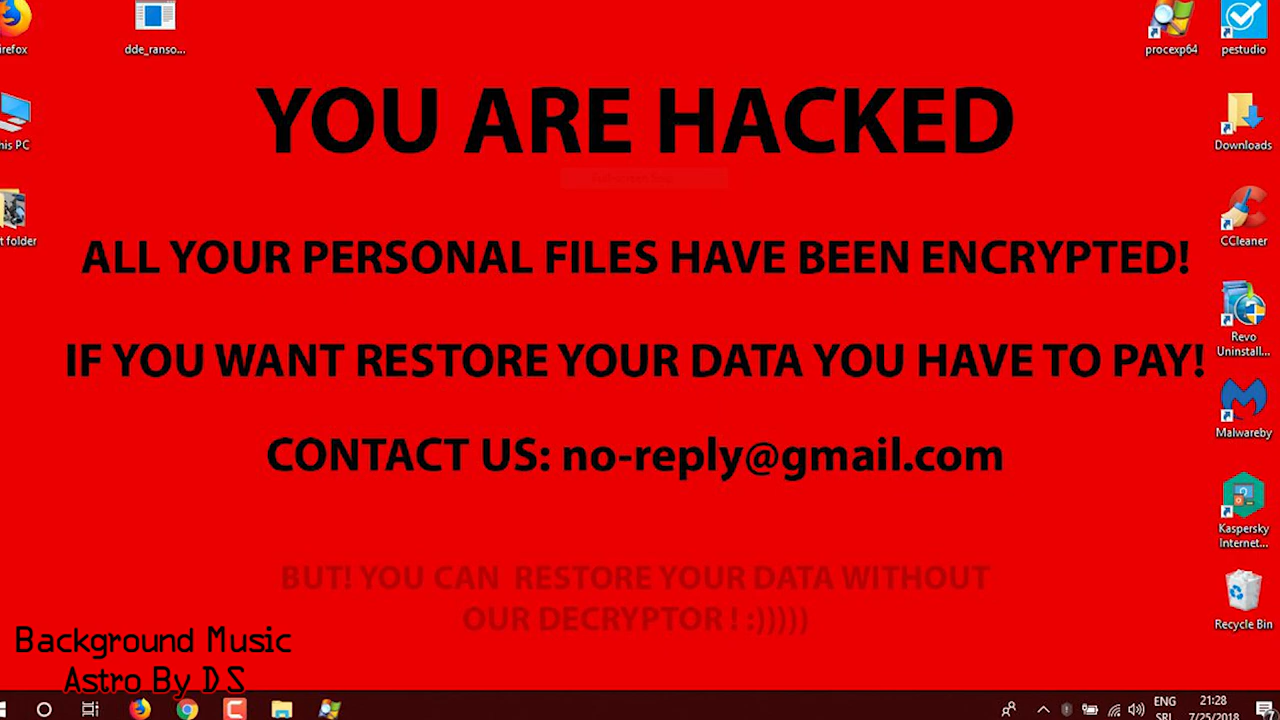 irefox
dde_ranso...
procexp64
pestudio
YOU ARE HACKED
his PC
Downloads
ALL YOUR PERSONAL FILES HAVE BEEN ENCRYPTED!
t folder
CCleaner
IF YOU WANT RESTORE YOUR DATA YOU HAVE TO PAY!
Revo
Uninstall...
Malwareby
CONTACT US: no-reply@gmail.com
Kaspersky
Internet...
BUT! YOU CAN RESTORE YOUR DATA WITHOUT
OUR DECRYPTOR ! :)))))
Recycle Bin
Background Music
Astro By D S
ENG
SRL
21:28
7/25/2018